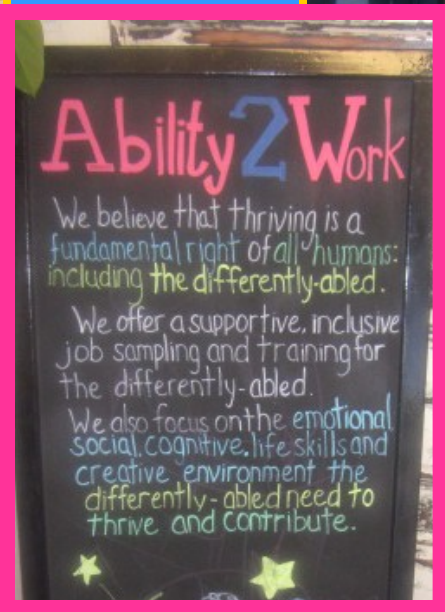 Ability2Work
We believe that thriving is a
fundamental right of all humans:
including the differently-abled.
We offer a supportive, inclusive
job sampling and training for
the differently-abled.
We also focus on the emotional
social, cognitive, life skills and
creative environment the
differently-abled need to
thrive and contribute.